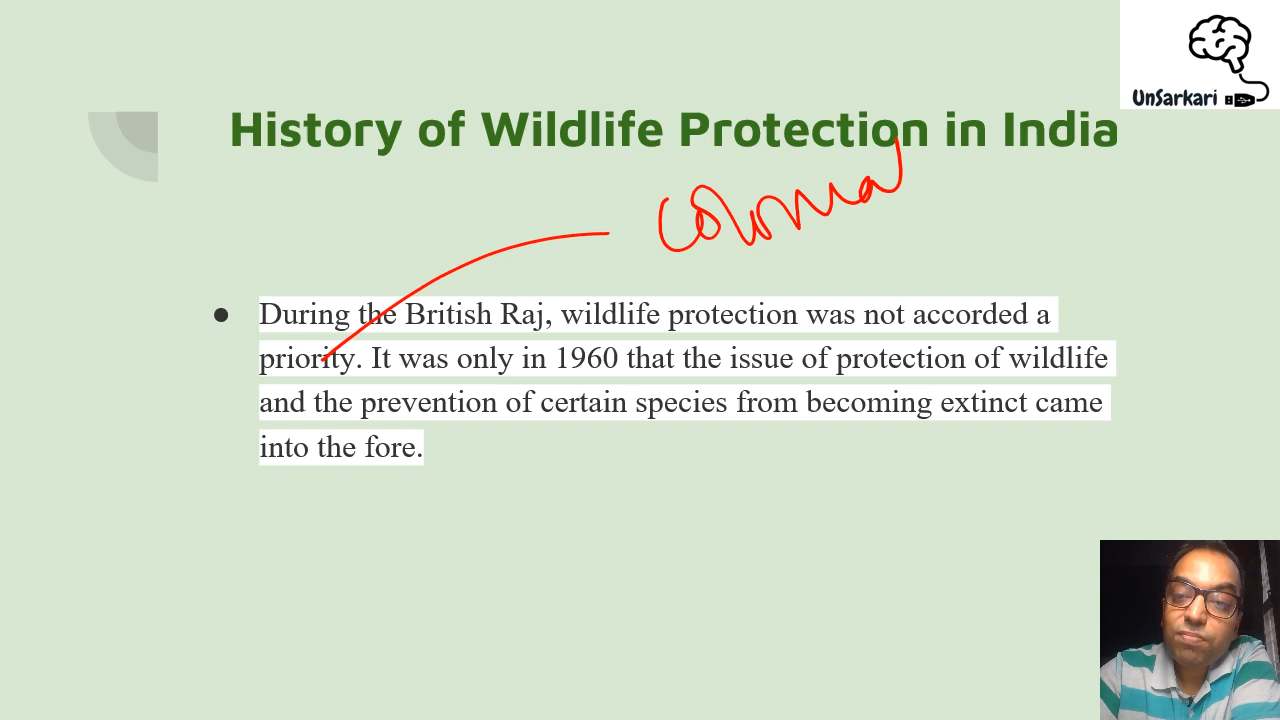 UnSarkari
History of Wildlife Protection in India
Colonial
● During the British Raj, wildlife protection was not accorded a
priority. It was only in 1960 that the issue of protection of wildlife
and the prevention of certain species from becoming extinct came
into the fore.